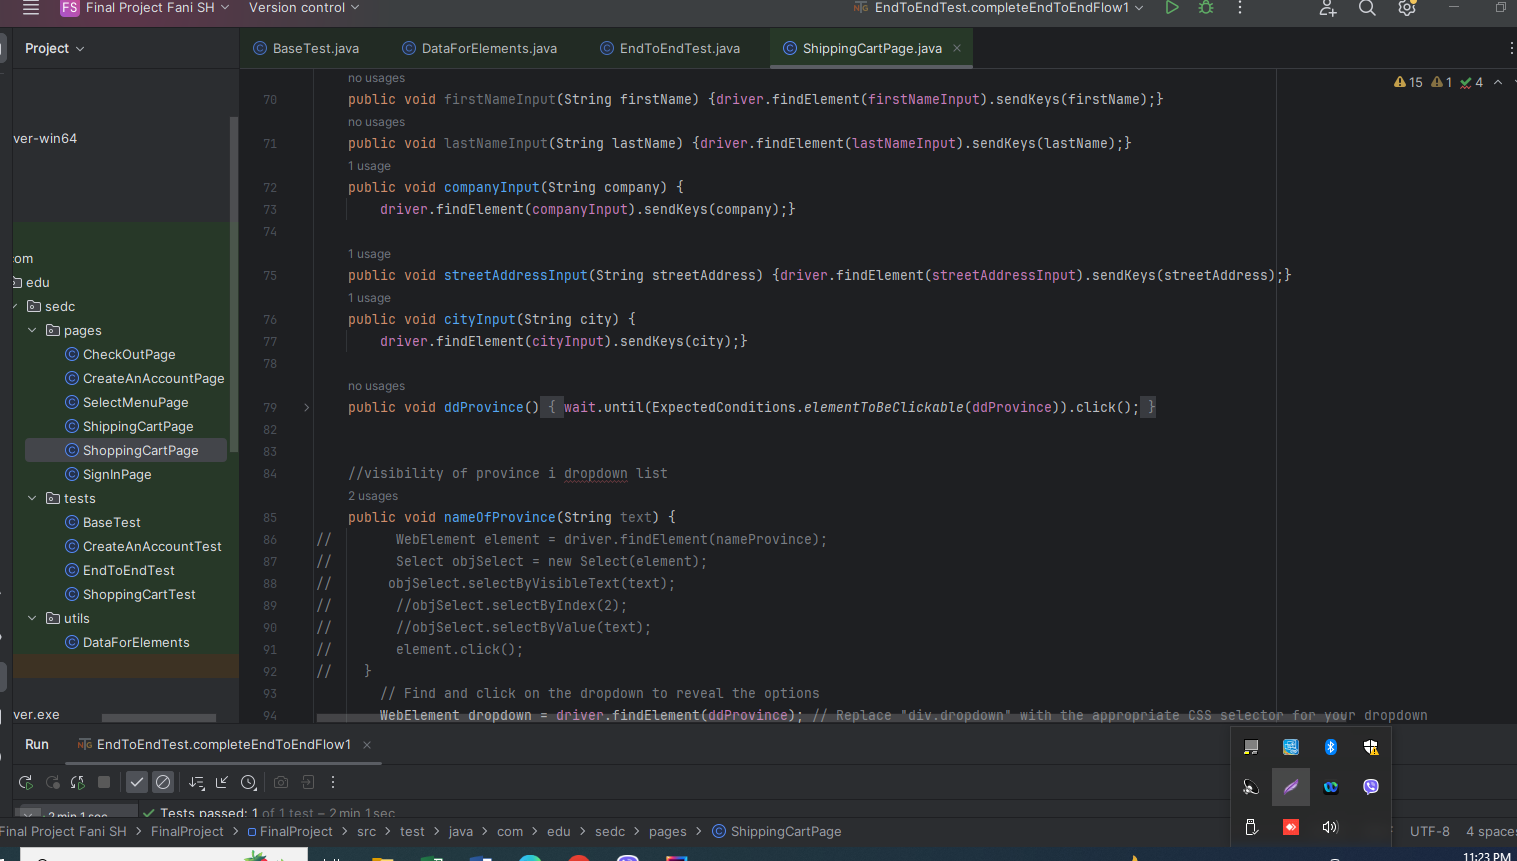 FS Final Project Fani SH Version control EndToEndTest.completeEndToEndFlow1
Project BaseTest.java DataForElements.java EndToEndTest.java ShippingCartPage.java
15 1 4
ver-win64
com
edu
sedc
pages
CheckOutPage
CreateAnAccountPage
SelectMenuPage
ShippingCartPage
ShoppingCartPage
SignInPage
tests
BaseTest
CreateAnAccountTest
EndToEndTest
ShoppingCartTest
utils
DataForElements
ver.exe
no usages
70 public void firstNameInput(String firstName) {driver.findElement(firstNameInput).sendKeys(firstName);}
no usages
71 public void lastNameInput(String lastName) {driver.findElement(lastNameInput).sendKeys(lastName);}
1 usage
72 public void companyInput(String company) {
73 driver.findElement(companyInput).sendKeys(company);}
74
1 usage
75 public void streetAddressInput(String streetAddress) {driver.findElement(streetAddressInput).sendKeys(streetAddress);}
1 usage
76 public void cityInput(String city) {
77 driver.findElement(cityInput).sendKeys(city);}
78
no usages
79 public void ddProvince() { wait.until(ExpectedConditions.elementToBeClickable(ddProvince)).click(); }
82
83
84 //visibility of province i dropdown list
2 usages
85 public void nameOfProvince(String text) {
86 // WebElement element = driver.findElement(nameProvince);
87 // Select objSelect = new Select(element);
88 // objSelect.selectByVisibleText(text);
89 // //objSelect.selectByIndex(2);
90 // //objSelect.selectByValue(text);
91 // element.click();
92 // }
93 // Find and click on the dropdown to reveal the options
94 WebElement dropdown = driver.findElement(ddProvince); // Replace "div.dropdown" with the appropriate CSS selector for your dropdown
Run EndToEndTest.completeEndToEndFlow1
2 min 1 sec Tests passed: 1 of 1 test – 2 min 1 sec
Final Project Fani SH > FinalProject > FinalProject > src > test > java > com > edu > sedc > pages > ShippingCartPage UTF-8 4 spaces
11:23 PM